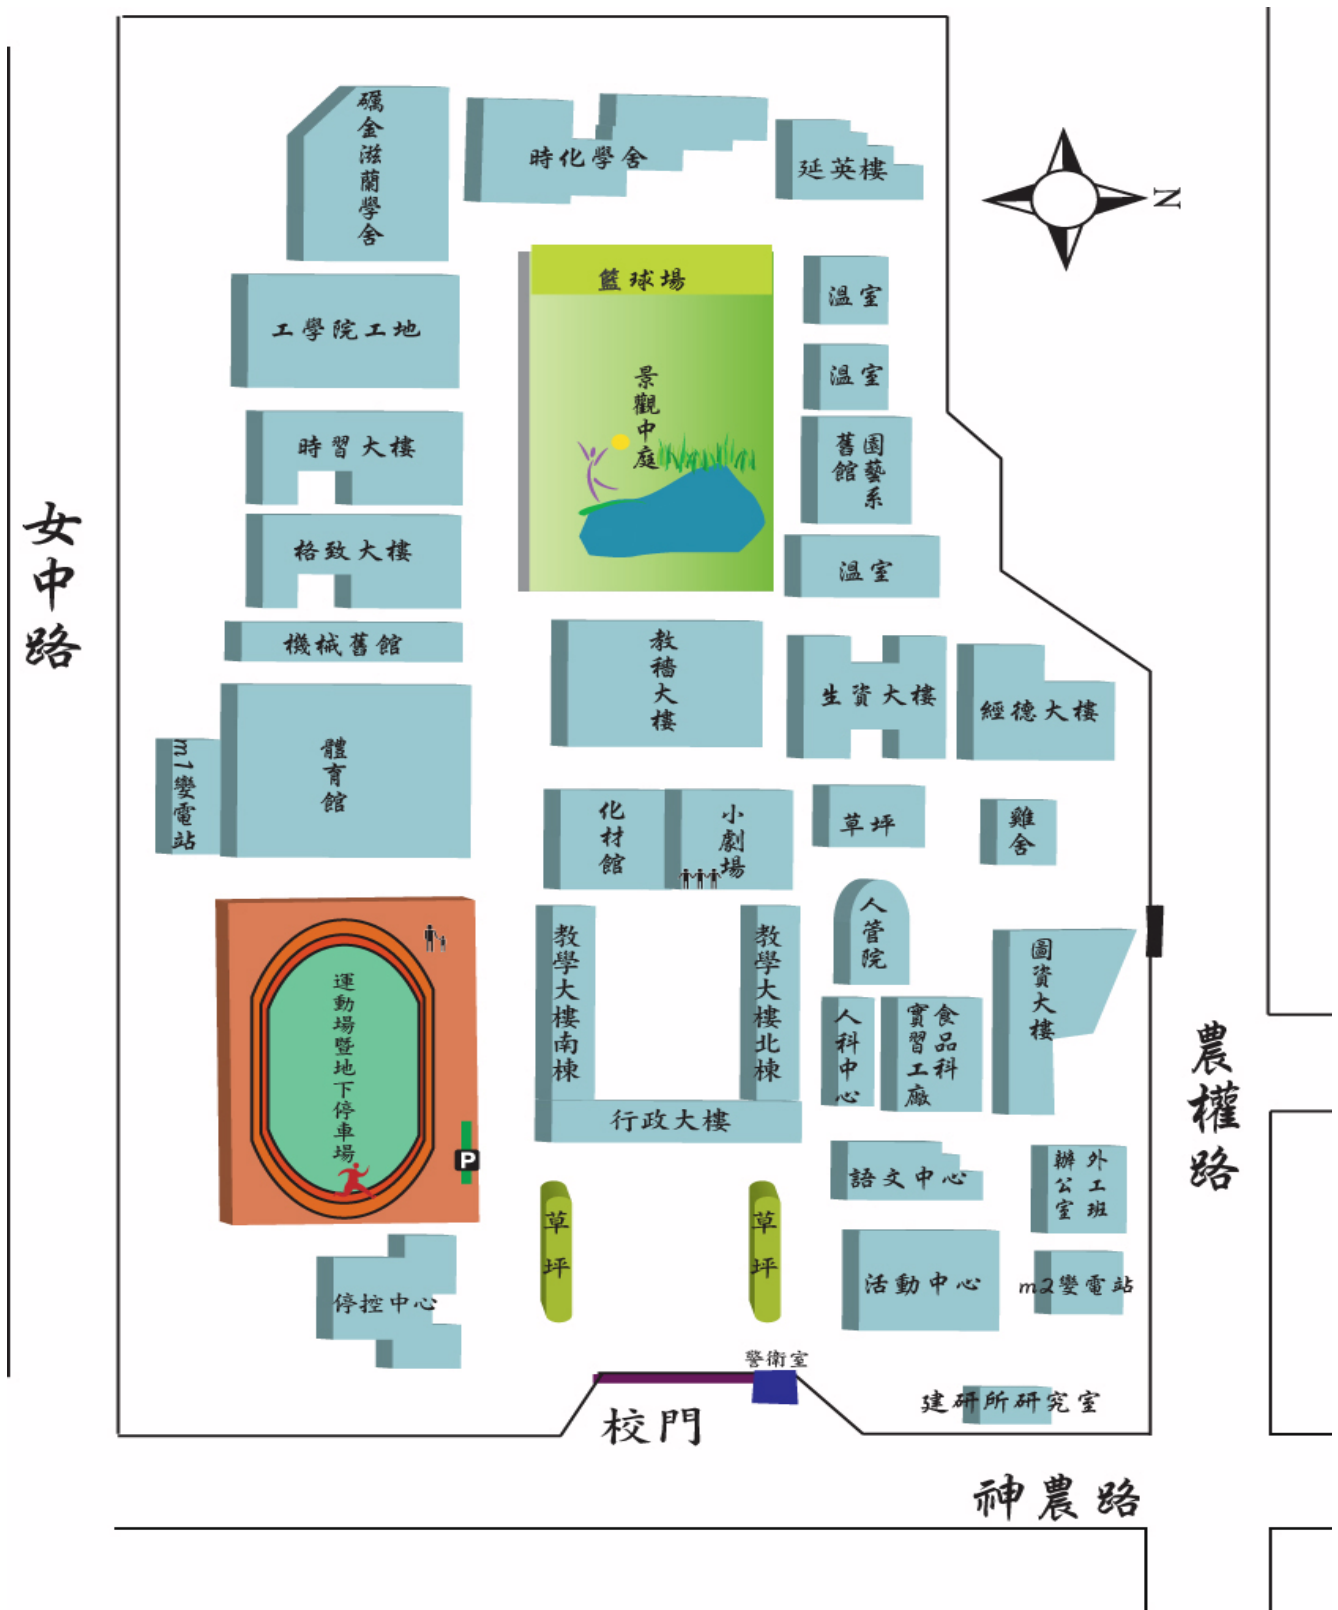 礪金滋蘭學舍
時化學舍
延英樓
N
籃球場
溫室
工學院工地
景觀中庭
溫室
時習大樓
園藝系
舊館
女中路
格致大樓
溫室
機械舊館
教穡大樓
生資大樓
經德大樓
m1變電站
體育館
化材館
小劇場
草坪
雞舍
人管院
教學大樓南棟
教學大樓北棟
圖資大樓
運動場暨地下停車場
人科中心
食品科
實習工廠
農權路
行政大樓
P
語文中心
外工班
辦公室
草坪
草坪
停控中心
活動中心
m2變電站
警衛室
建研所研究室
校門
神農路